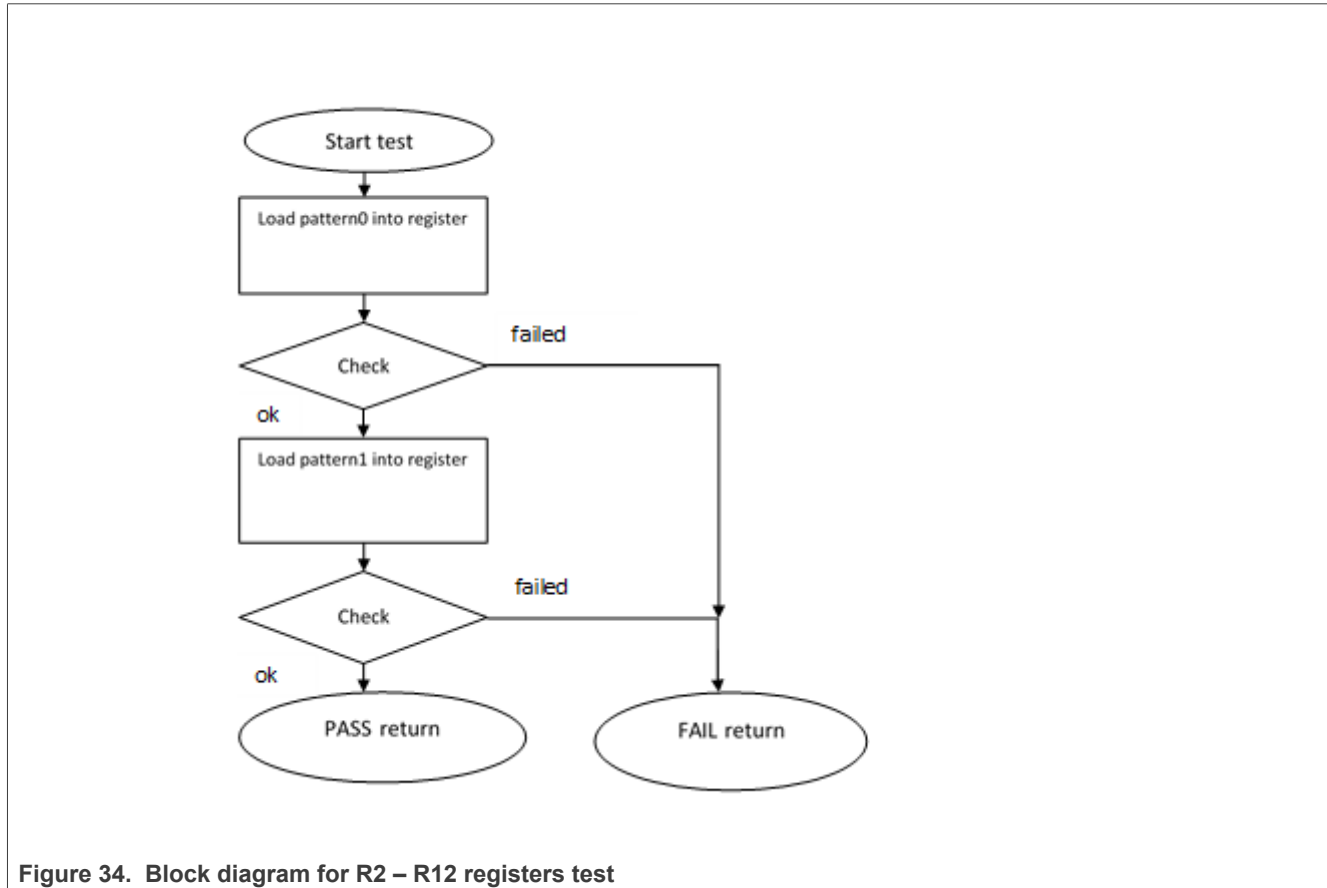 Start test
Load pattern0 into register
failed
Check
ok
Load pattern1 into register
failed
Check
ok
PASS return
FAIL return
Figure 34. Block diagram for R2 – R12 registers test